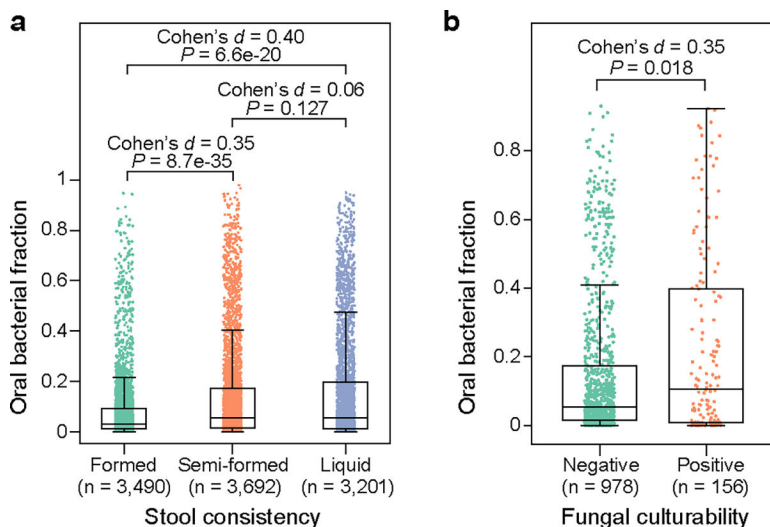 a
Cohen's d = 0.40
P = 6.6e-20
Cohen's d = 0.06
P = 0.127
Cohen's d = 0.35
P = 8.7e-35
1
0.8
0.6
0.4
0.2
0
Oral bacterial fraction
Formed
(n = 3,490)
Semi-formed
(n = 3,692)
Liquid
(n = 3,201)
Stool consistency
b
Cohen's d = 0.35
P = 0.018
0.8
0.6
0.4
0.2
0
Oral bacterial fraction
Negative
(n = 978)
Positive
(n = 156)
Fungal culturability